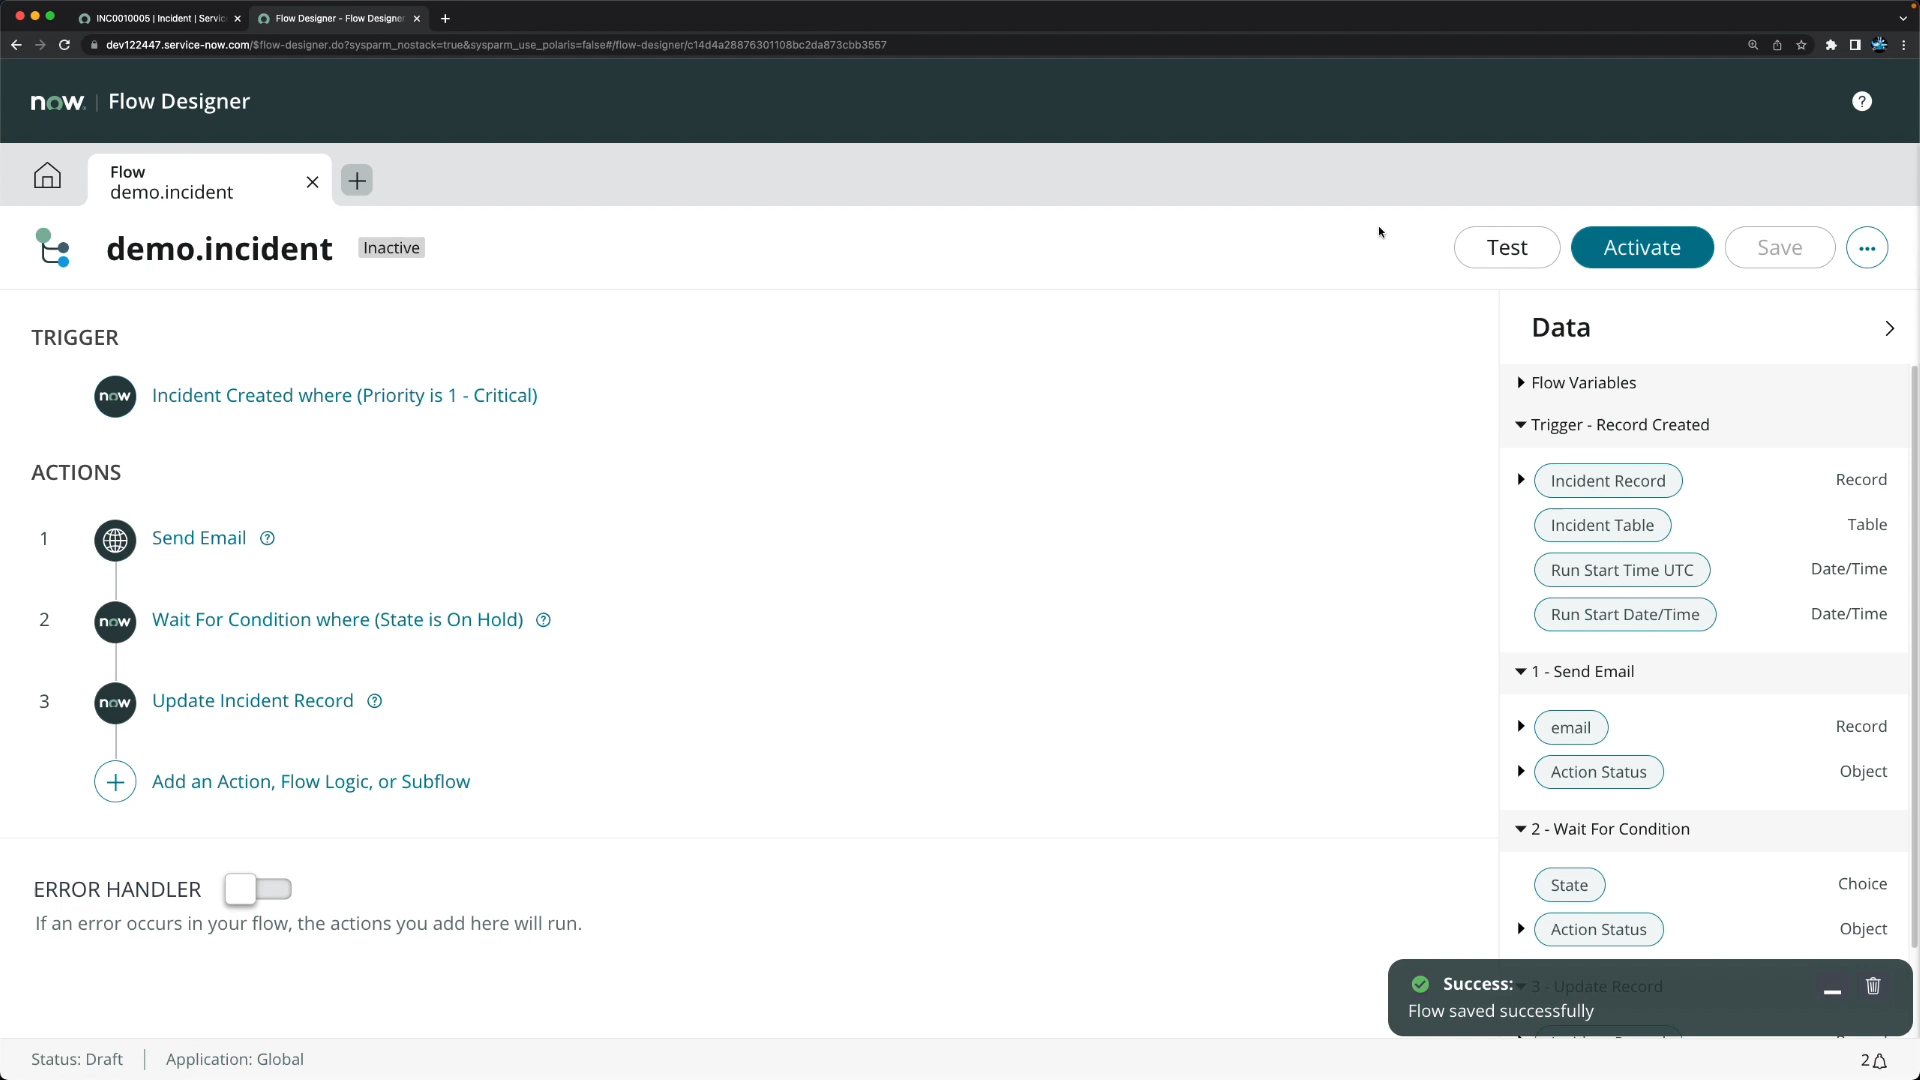 INC0010005 | Incident | Servic
Flow Designer - Flow Designer
dev122447.service-now.com/$flow-designer.do?sysparm_nostack=true&sysparm_use_polaris=false#/flow-designer/c14d4a28876301108bc2da873cbb3557
now. | Flow Designer
?
Flow
demo.incident
demo.incident
Inactive
Test
Activate
Save
TRIGGER
now
Incident Created where (Priority is 1 - Critical)
ACTIONS
1
Send Email
2
now
Wait For Condition where (State is On Hold)
3
now
Update Incident Record
Add an Action, Flow Logic, or Subflow
ERROR HANDLER
If an error occurs in your flow, the actions you add here will run.
Data
Flow Variables
Trigger - Record Created
Incident Record Record
Incident Table Table
Run Start Time UTC Date/Time
Run Start Date/Time Date/Time
1 - Send Email
email Record
Action Status Object
2 - Wait For Condition
State Choice
Action Status Object
3 - Update Record
Success:
Flow saved successfully
Status: Draft
Application: Global
2